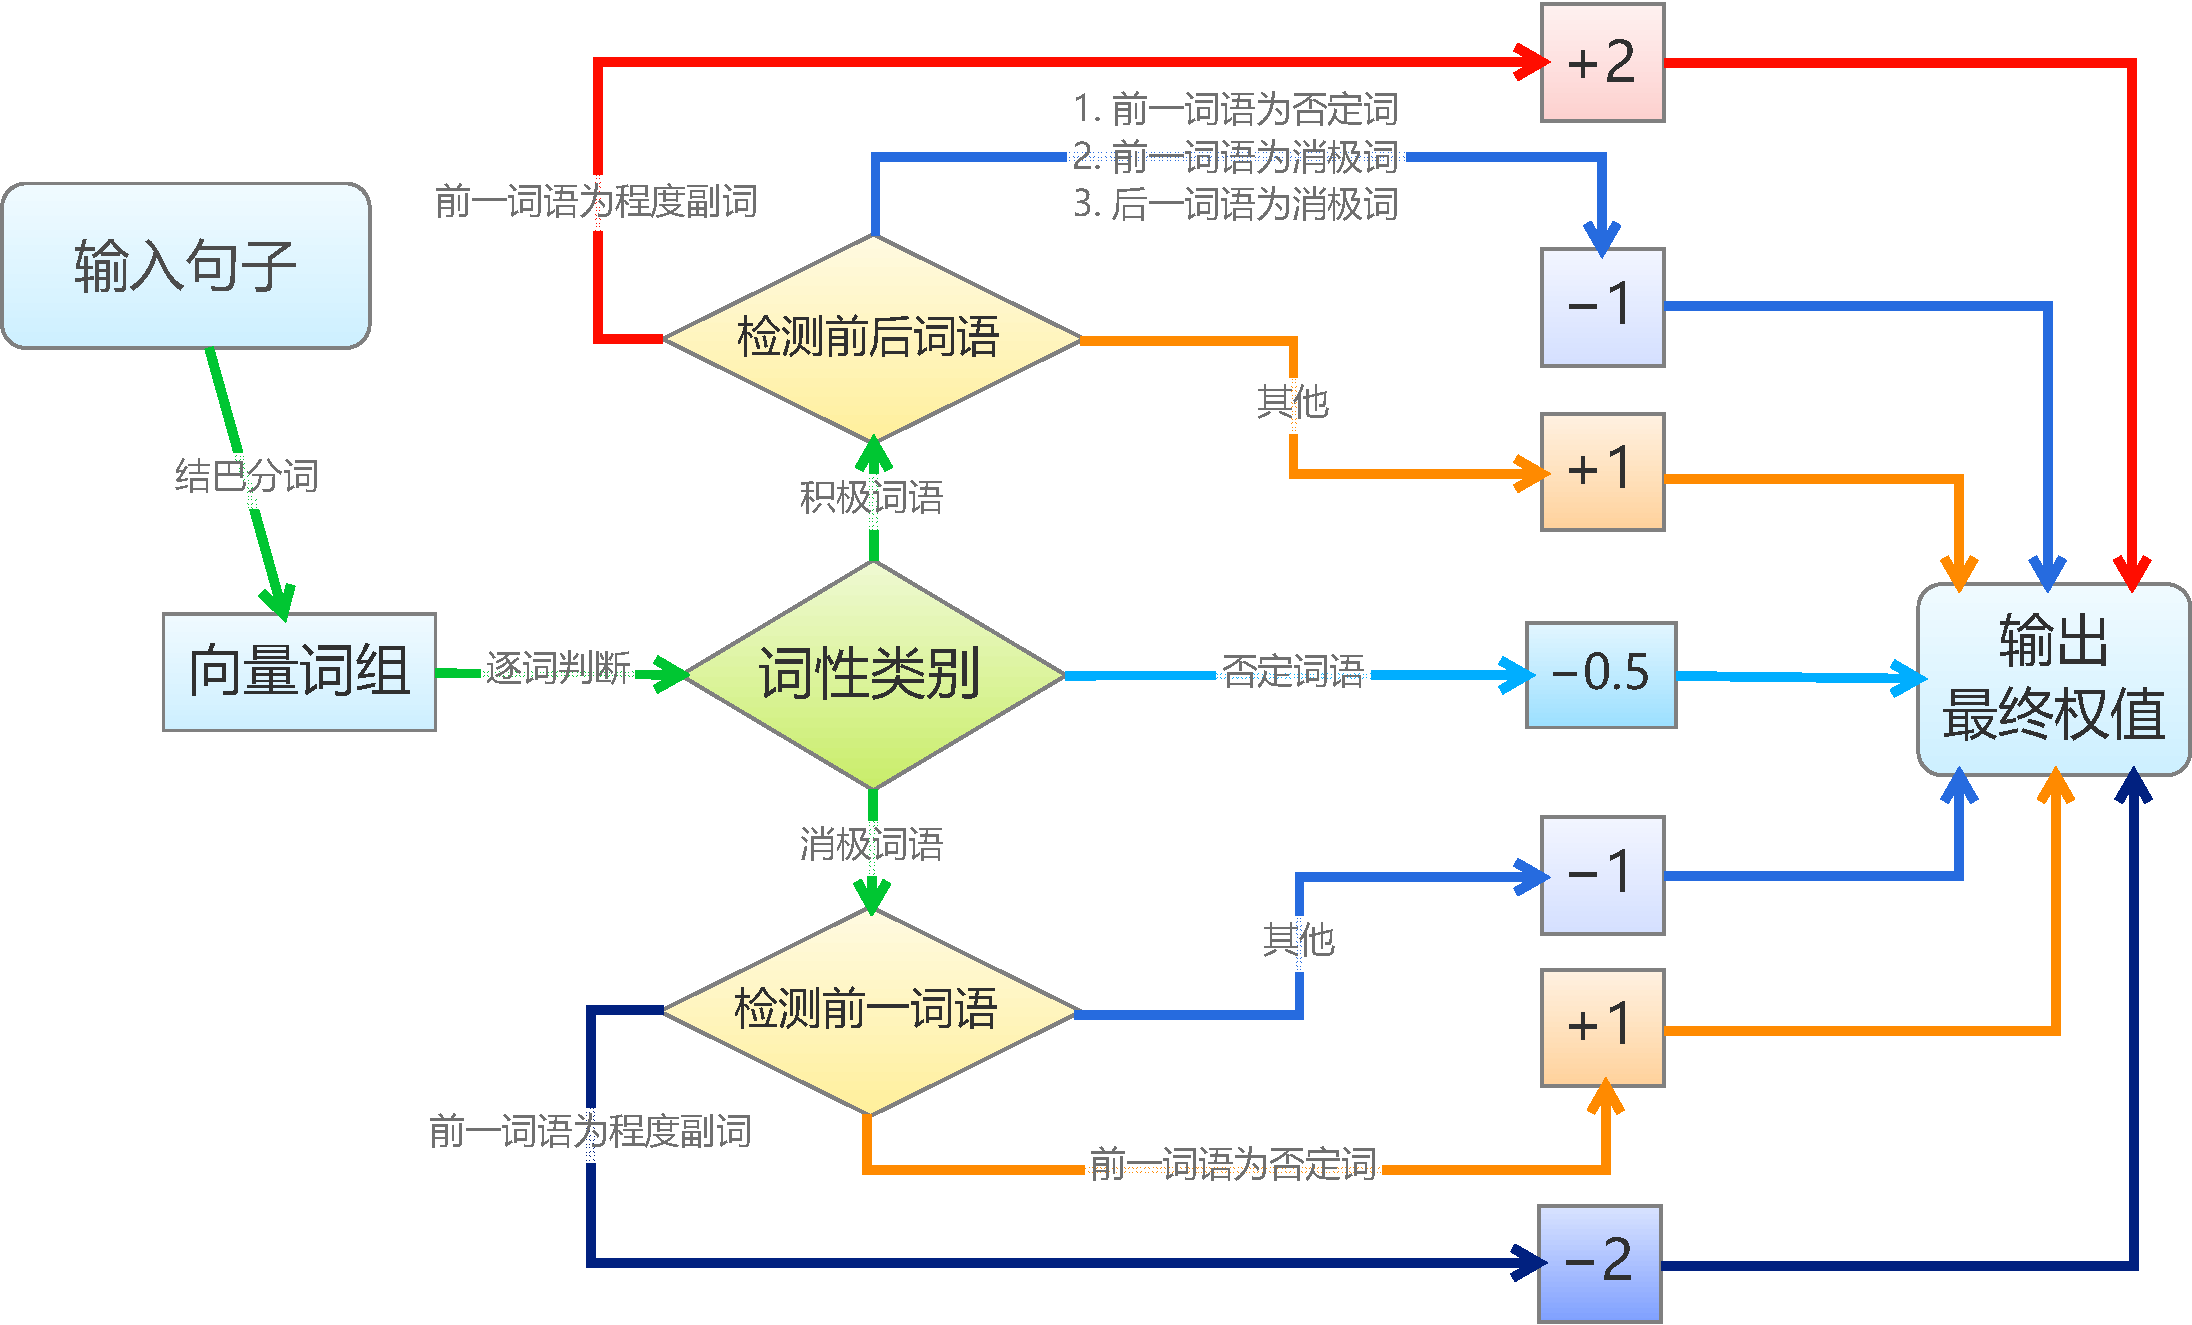 +2
1. 前一词语为否定词
2. 前一词语为消极词
3. 后一词语为消极词
前一词语为程度副词
输入句子
−1
检测前后词语
其他
+1
结巴分词
积极词语
向量词组
逐词判断
词性类别
否定词语
−0.5
输出
最终权值
消极词语
−1
其他
检测前一词语
+1
前一词语为程度副词
前一词语为否定词
−2